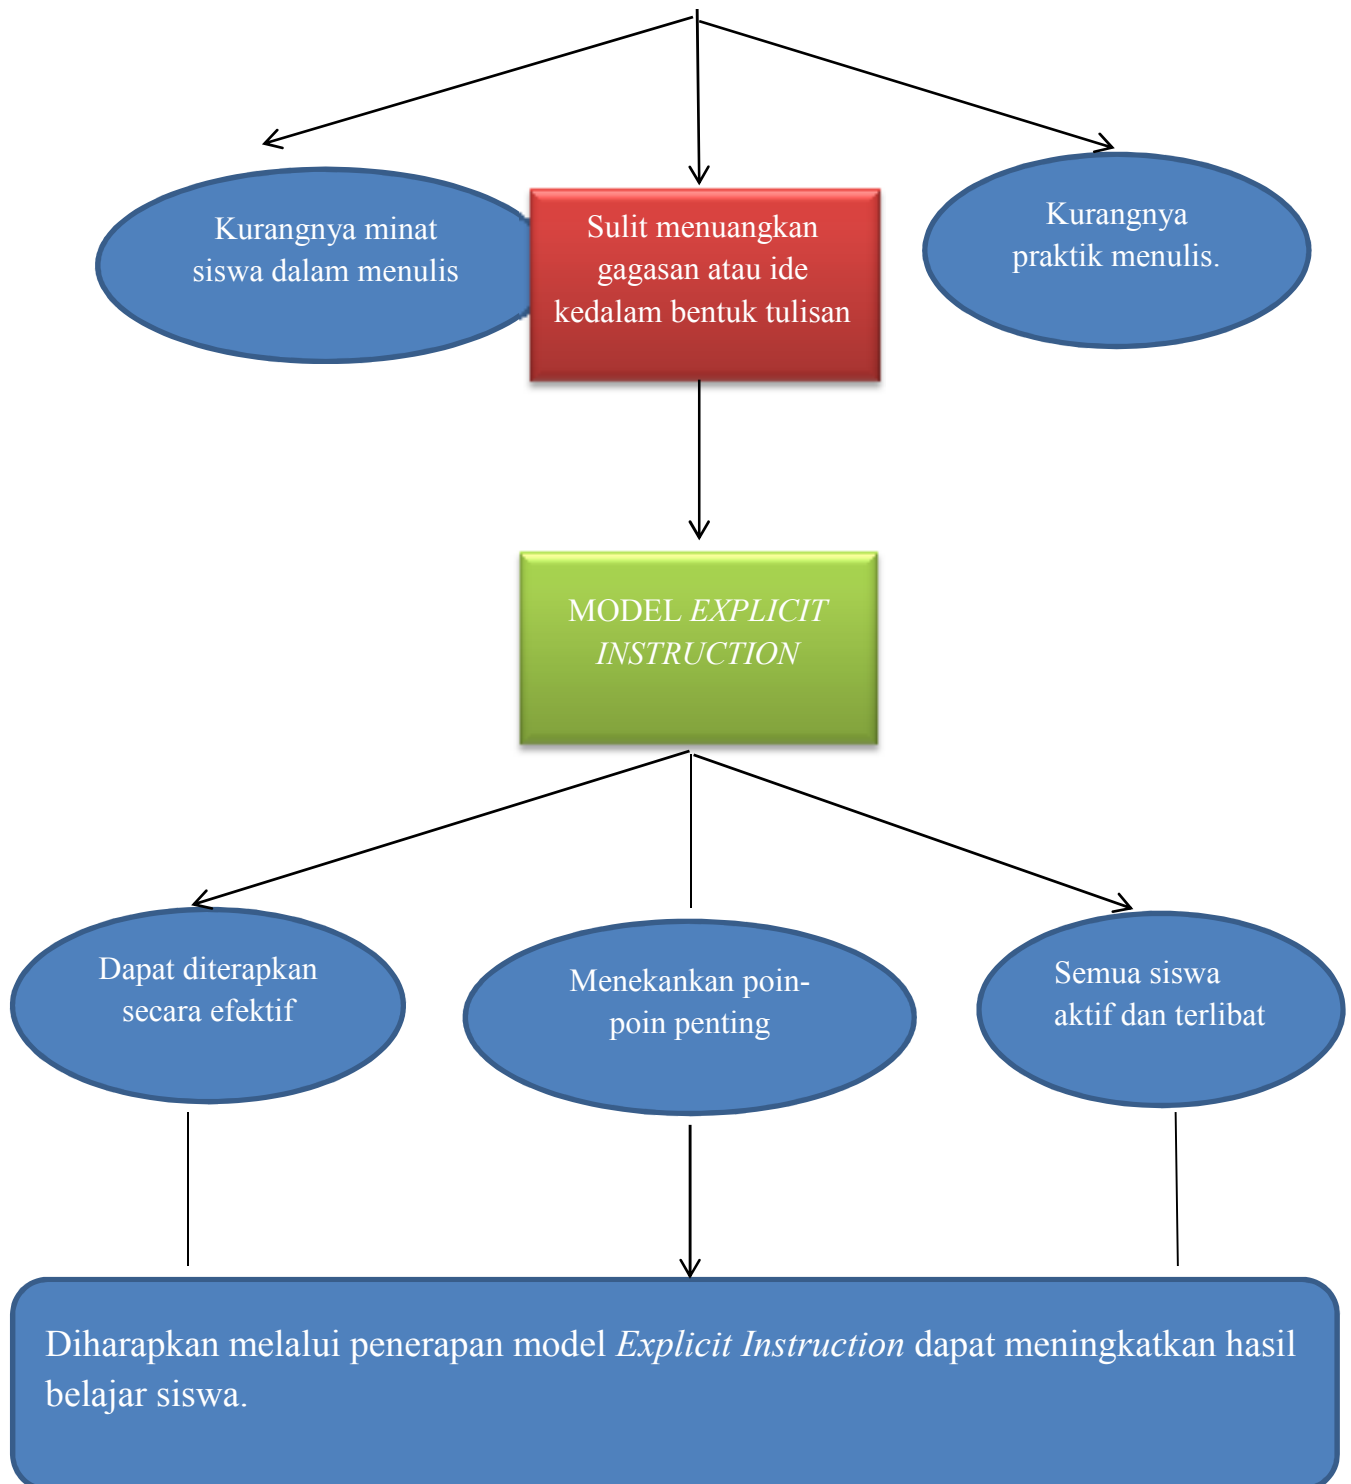 Kurangnya minat
siswa dalam menulis
Sulit menuangkan
gagasan atau ide
kedalam bentuk tulisan
Kurangnya
praktik menulis.
MODEL EXPLICIT
INSTRUCTION
Dapat diterapkan
secara efektif
Menekankan poin-
poin penting
Semua siswa
aktif dan terlibat
Diharapkan melalui penerapan model Explicit Instruction dapat meningkatkan hasil
belajar siswa.